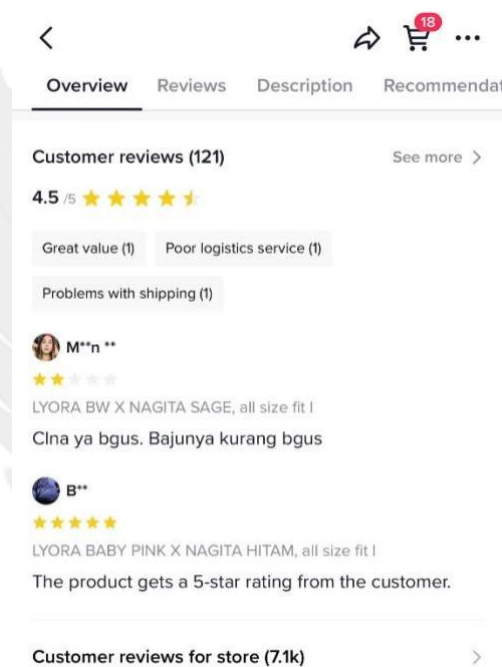 18
Overview Reviews Description Recommendat
Customer reviews (121) See more
4.5 /5
Great value (1) Poor logistics service (1)
Problems with shipping (1)
M**n **
LYORA BW X NAGITA SAGE, all size fit l
Clna ya bgus. Bajunya kurang bgus
B**
LYORA BABY PINK X NAGITA HITAM, all size fit l
The product gets a 5-star rating from the customer.
Customer reviews for store (7.1k)